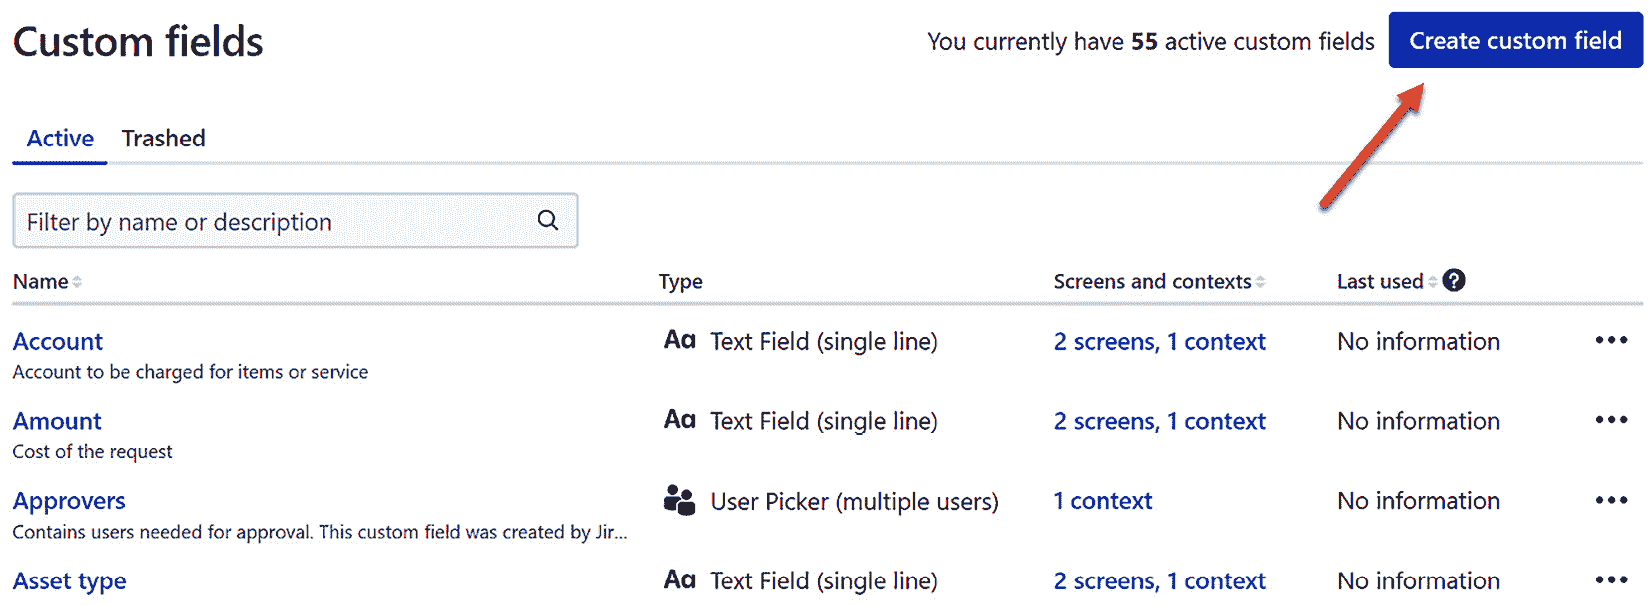 Custom fields
You currently have 55 active custom fields
Create custom field
Active Trashed
Filter by name or description
Name Type Screens and contexts Last used ?
Account Aa Text Field (single line) 2 screens, 1 context No information
Account to be charged for items or service
Amount Aa Text Field (single line) 2 screens, 1 context No information
Cost of the request
Approvers User Picker (multiple users) 1 context No information
Contains users needed for approval. This custom field was created by Jir...
Asset type Aa Text Field (single line) 2 screens, 1 context No information